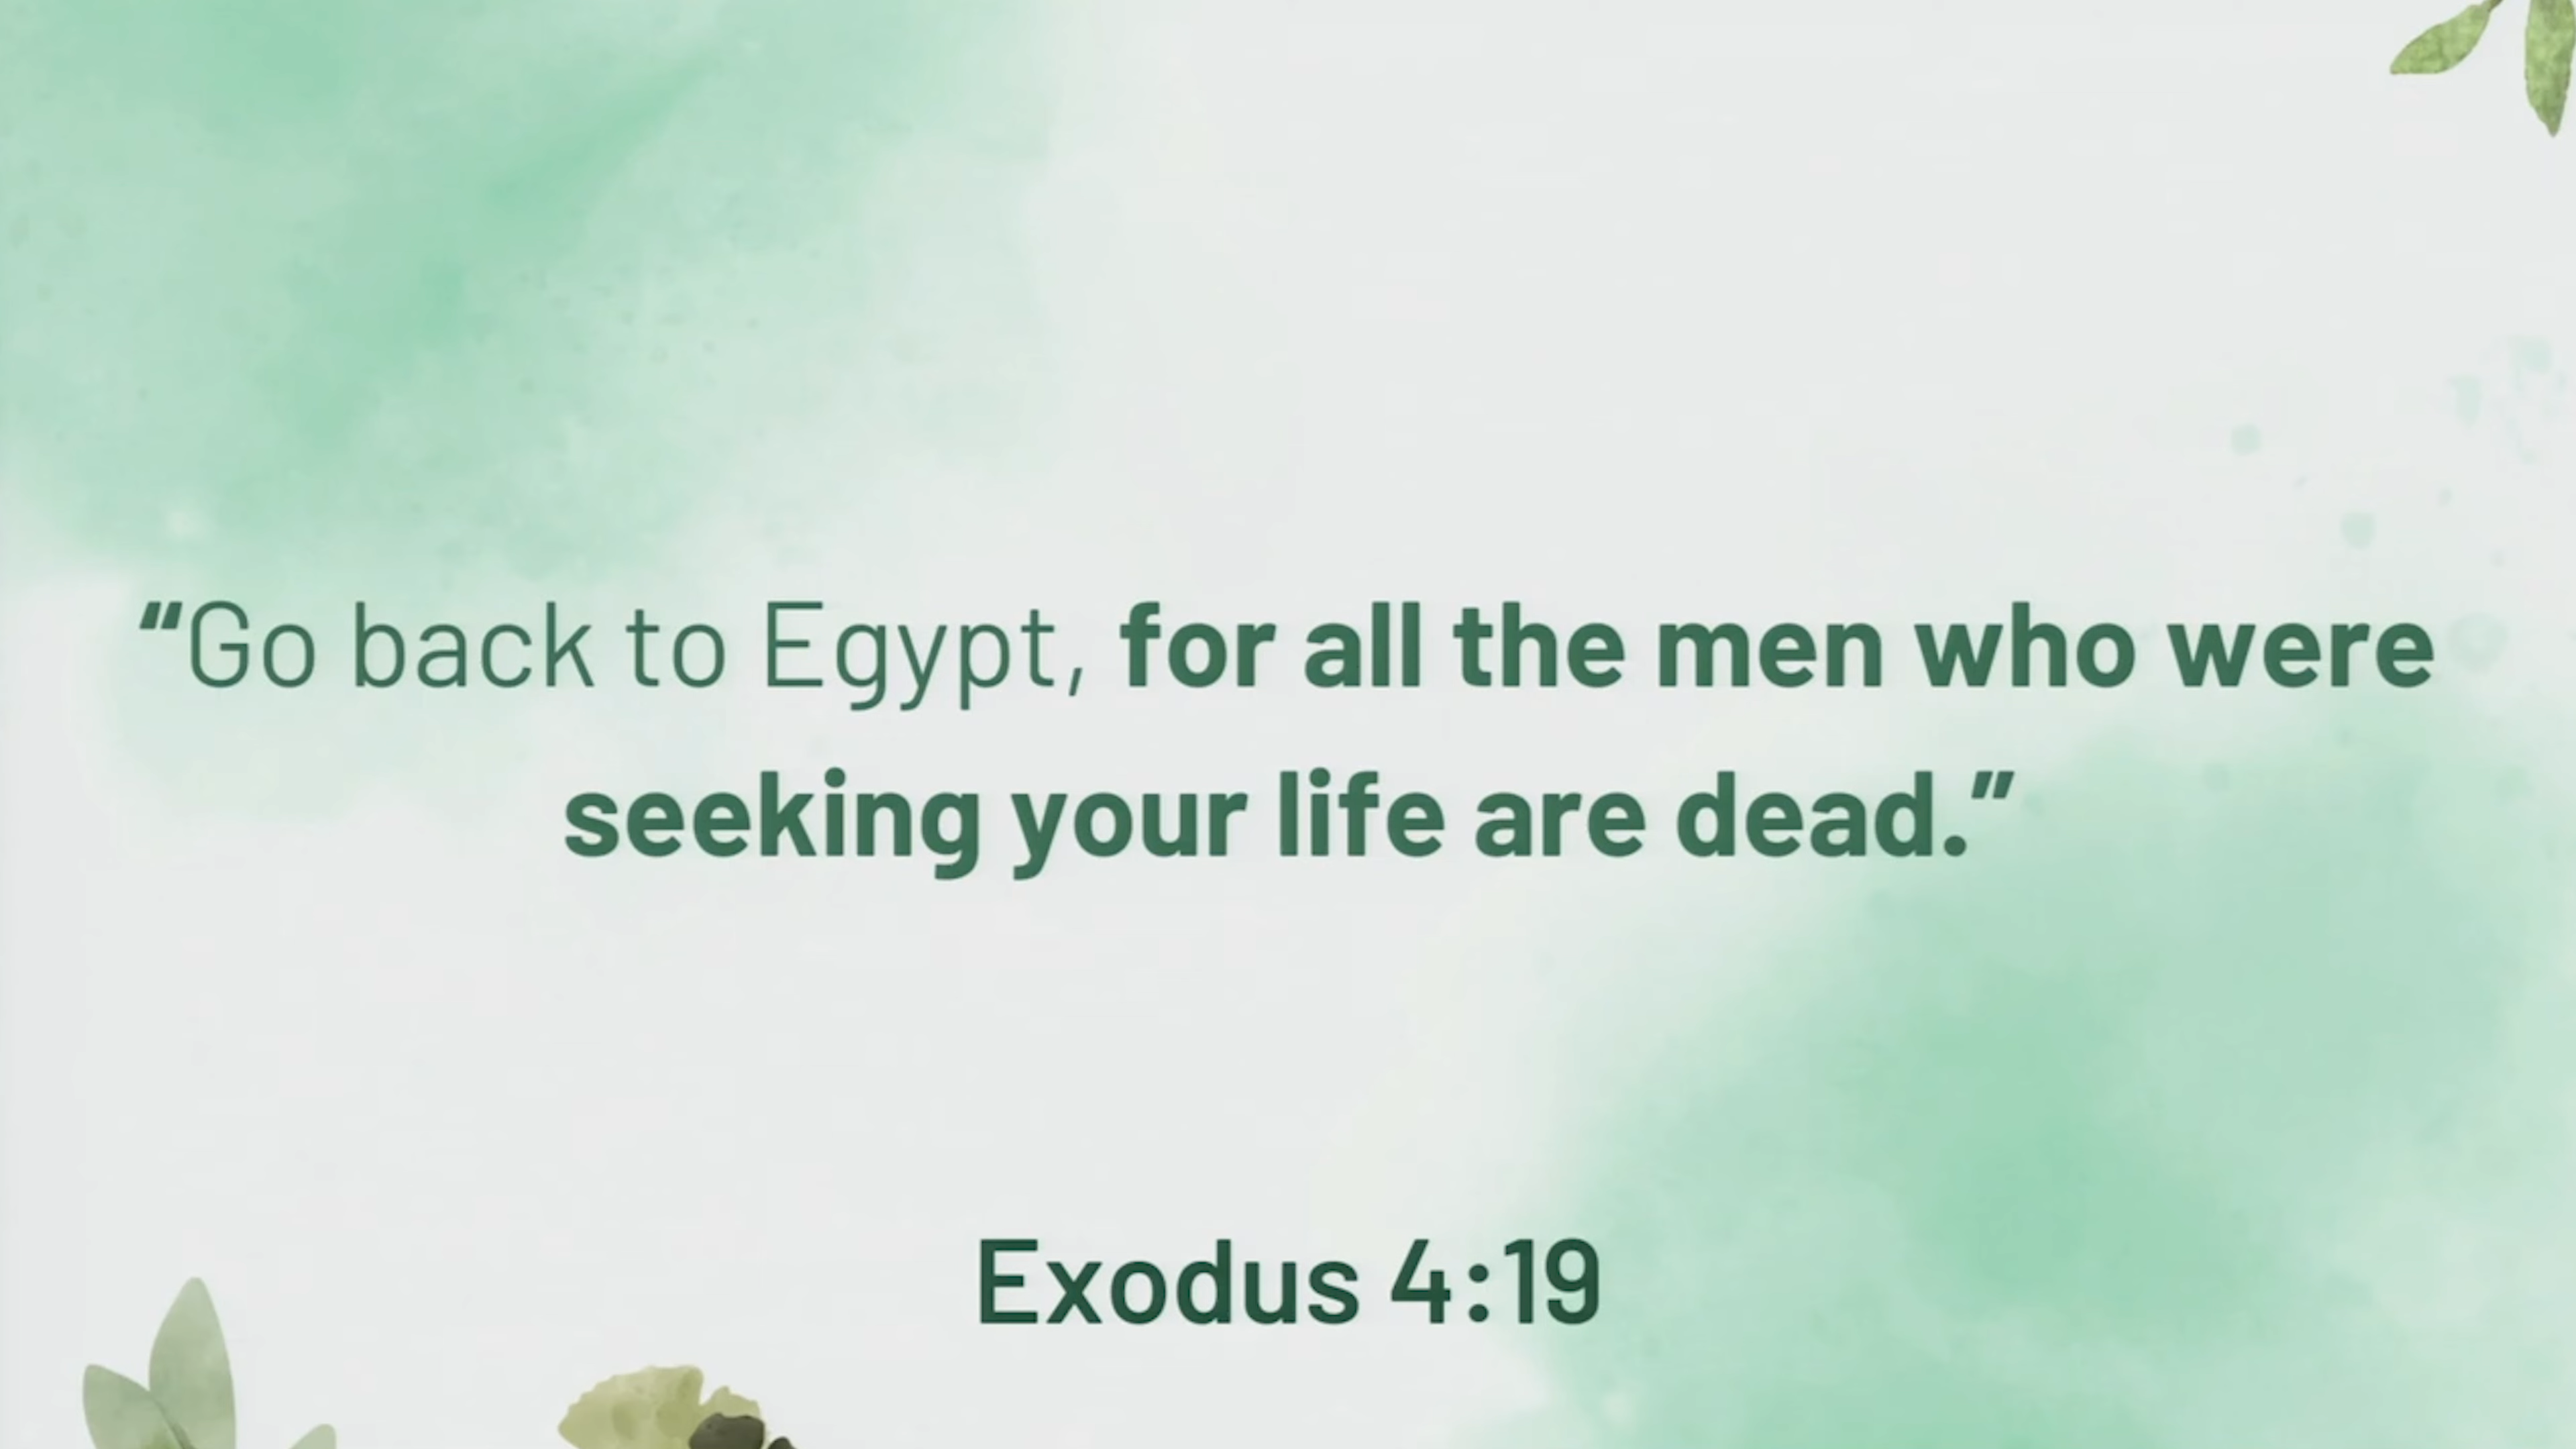 “Go back to Egypt, for all the men who were
seeking your life are dead.”
Exodus 4:19